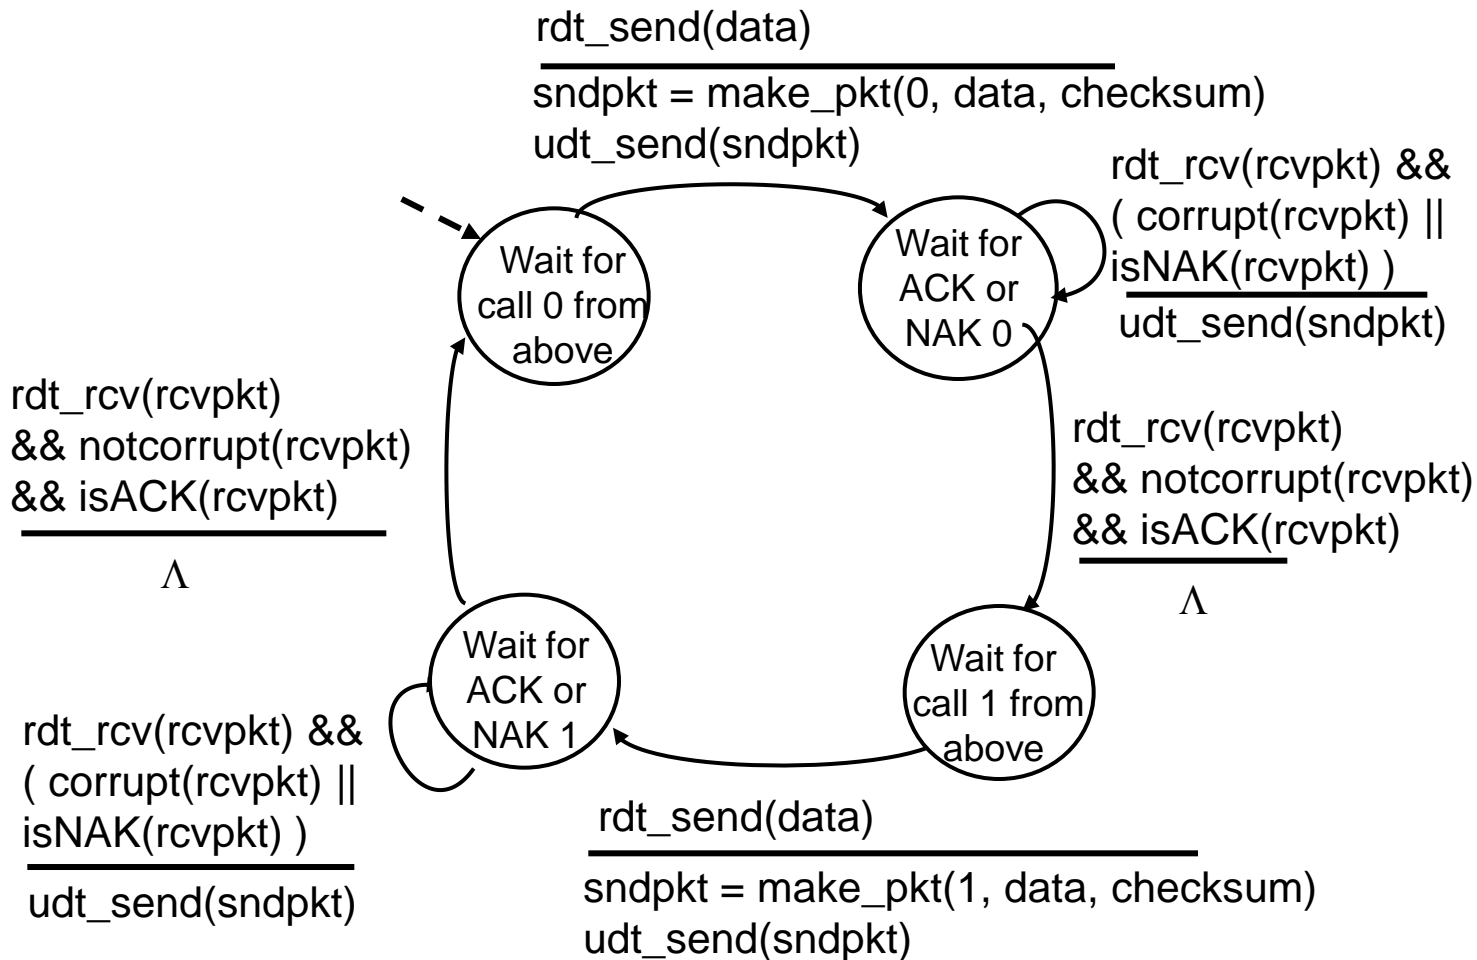 rdt_send(data)
sndpkt = make_pkt(0, data, checksum)
udt_send(sndpkt)
rdt_rcv(rcvpkt) &&
( corrupt(rcvpkt) ||
isNAK(rcvpkt) )
udt_send(sndpkt)
Wait for
call 0 from
above
Wait for
ACK or
NAK 0
rdt_rcv(rcvpkt)
&& notcorrupt(rcvpkt)
&& isACK(rcvpkt)
Λ
rdt_rcv(rcvpkt)
&& notcorrupt(rcvpkt)
&& isACK(rcvpkt)
Λ
Wait for
ACK or
NAK 1
Wait for
call 1 from
above
rdt_rcv(rcvpkt) &&
( corrupt(rcvpkt) ||
isNAK(rcvpkt) )
udt_send(sndpkt)
rdt_send(data)
sndpkt = make_pkt(1, data, checksum)
udt_send(sndpkt)